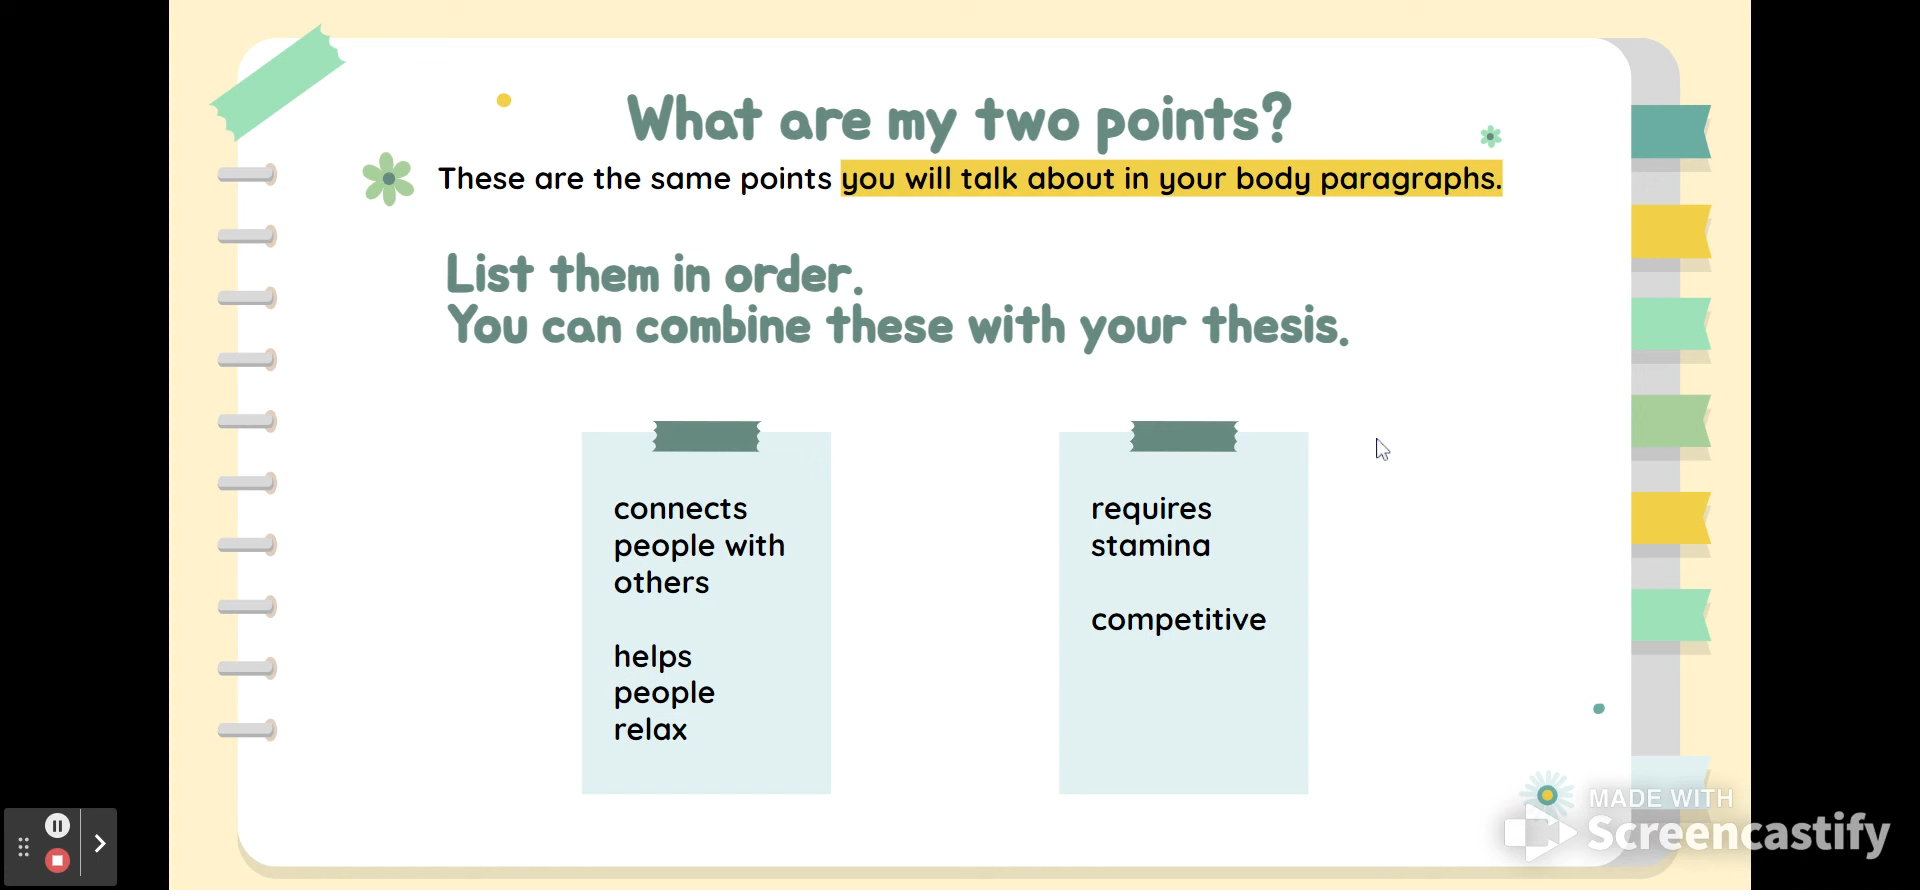 What are my two points?
These are the same points you will talk about in your body paragraphs.
List them in order.
You can combine these with your thesis.
connects
people with
others
helps
people
relax
requires
stamina
competitive
MADE WITH
Screencastify